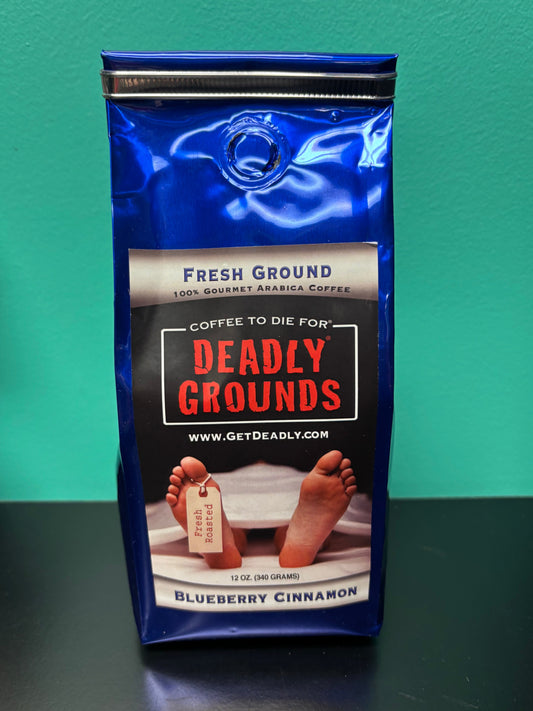 FRESH GROUND
100% GOURMET ARABICA COFFEE
COFFEE TO DIE FOR®
DEADLY®
GROUNDS
WWW.GETDEADLY.COM
Fresh
Roasted
12 OZ. (340 GRAMS)
BLUEBERRY CINNAMON